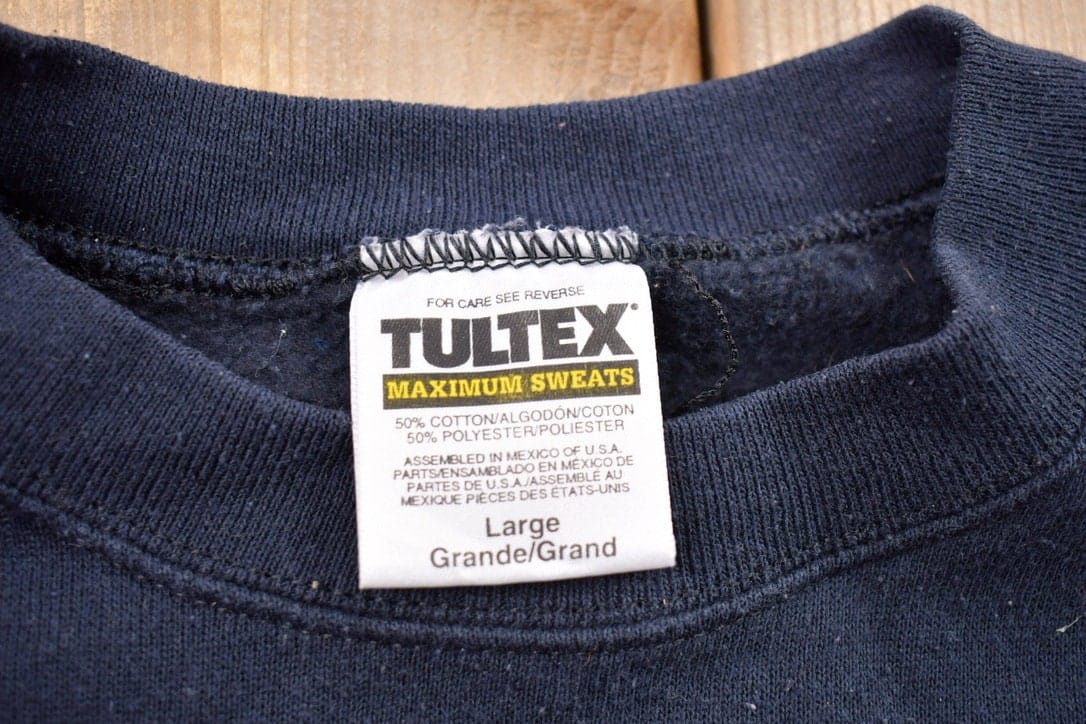 FOR CARE SEE REVERSE
TULTEX®
MAXIMUM SWEATS
50% COTTON/ALGODÓN/COTON
50% POLYESTER/POLIESTER
ASSEMBLED IN MEXICO OF U.S.A.
PARTS/ENSAMBLADO EN MÉXICO DE
PARTES DE U.S.A./ASSEMBLÉ AU
MEXIQUE PIÈCES DES ÉTATS-UNIS
Large
Grande/Grand